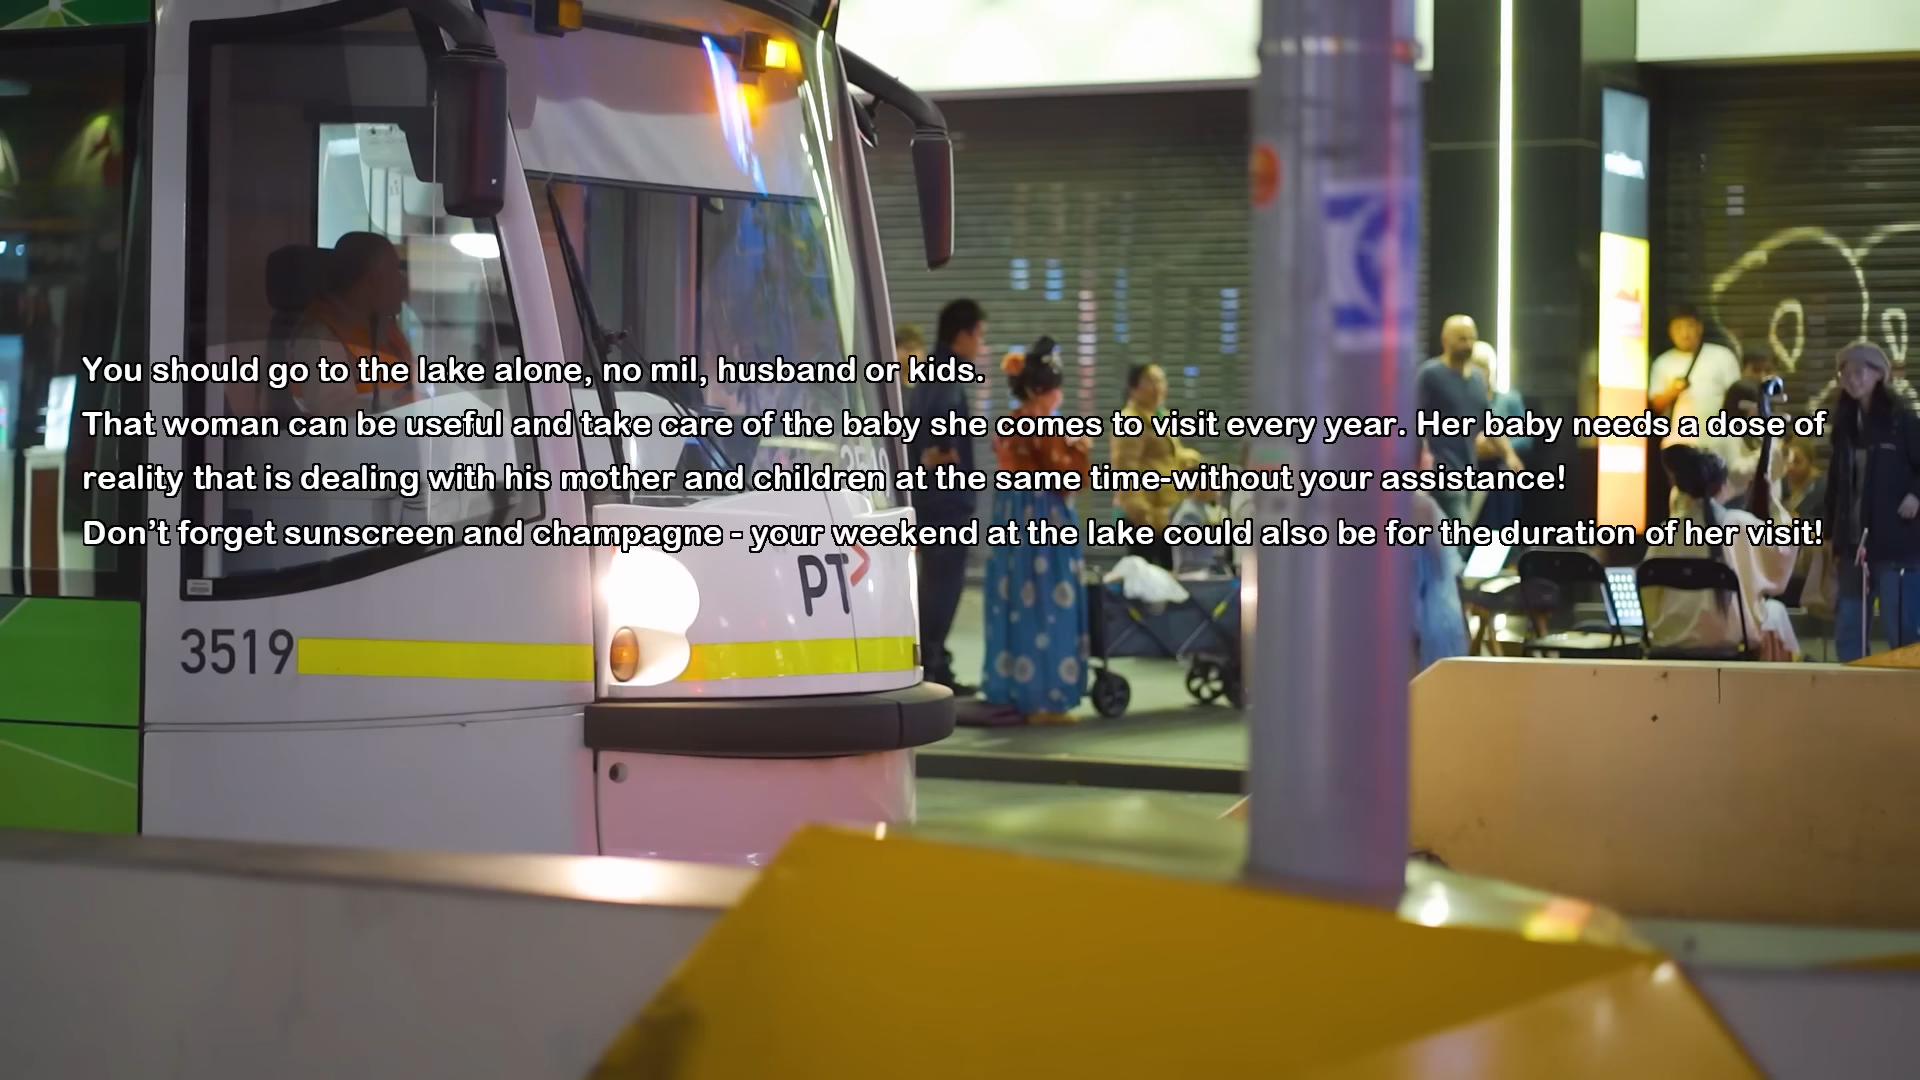 You should go to the lake alone, no mil, husband or kids.
That woman can be useful and take care of the baby she comes to visit every year. Her baby needs a dose of
reality that is dealing with his mother and children at the same time-without your assistance!
Don’t forget sunscreen and champagne - your weekend at the lake could also be for the duration of her visit!
PT>
3519